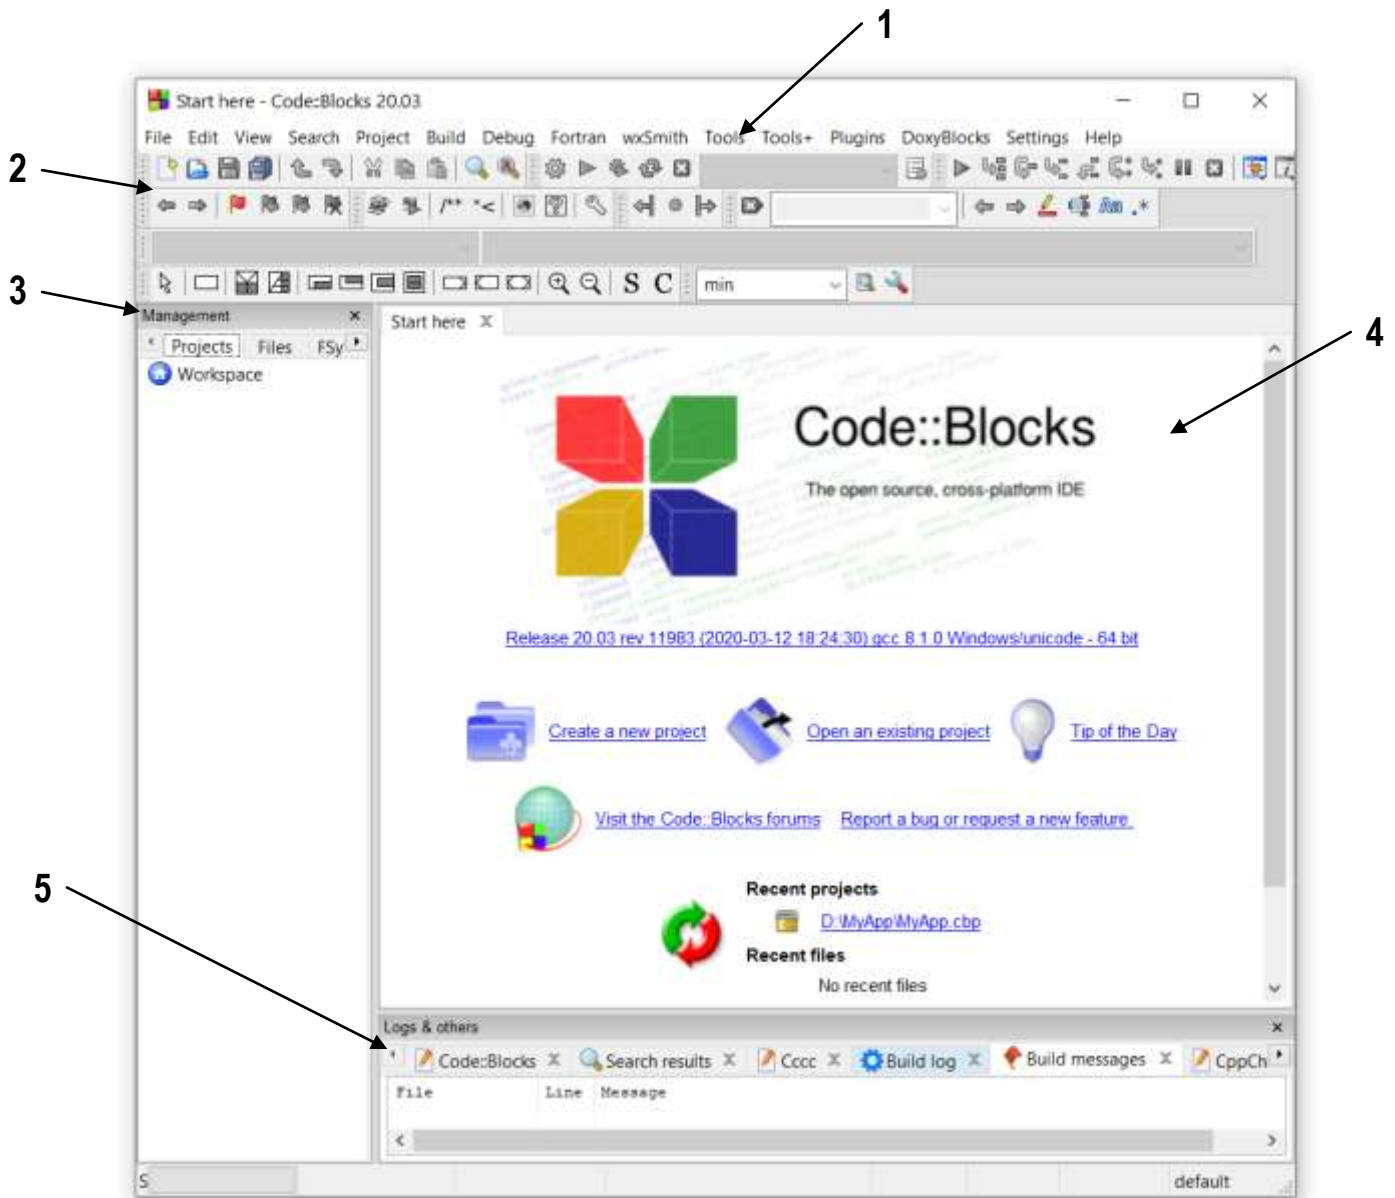 1
Start here - Code::Blocks 20.03
File Edit View Search Project Build Debug Fortran wxSmith Tools Tools+ Plugins DoxyBlocks Settings Help
2
/** *<
Aa .*
3
S C min
Management
Start here
4
Projects Files FSy
Workspace
Code::Blocks
The open source, cross-platform IDE
Release 20.03 rev 11983 (2020-03-12 18:24:30) gcc 8.1.0 Windows/unicode - 64 bit
Create a new project Open an existing project Tip of the Day
Visit the Code::Blocks forums Report a bug or request a new feature
5
Recent projects
D:\MyApp\MyApp.cbp
Recent files
No recent files
Logs & others
Code::Blocks Search results Cccc Build log Build messages CppCh
File Line Message
S default